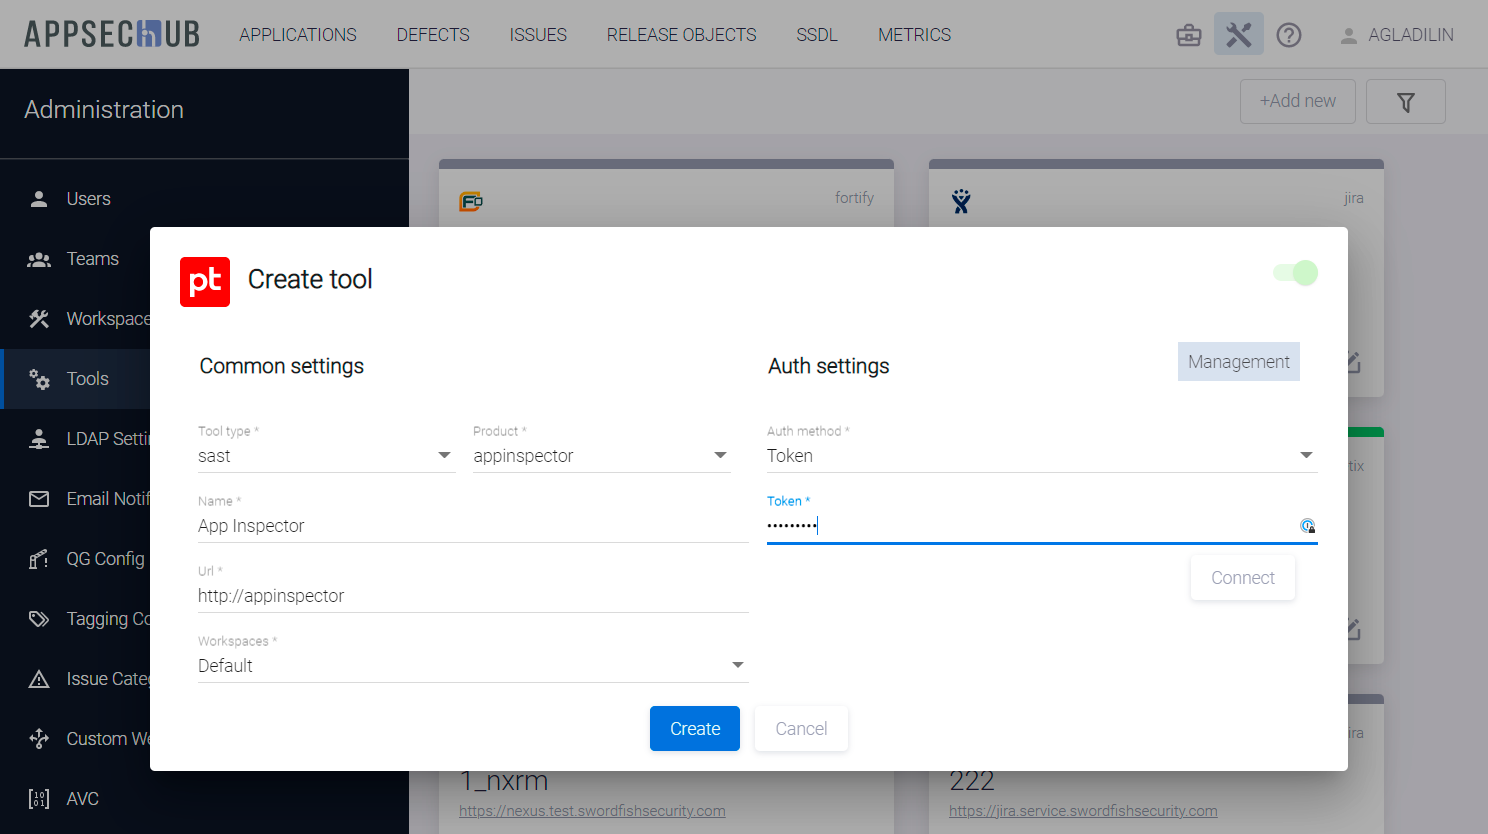 APPSECHUB
APPLICATIONS DEFECTS ISSUES RELEASE OBJECTS SSDL METRICS AGLADILIN
Administration
+Add new
Users
fortify
jira
Teams
Workspace
Tools
LDAP Setti
Email Notif
QG Config
Tagging Co
Issue Categ
Custom We
AVC
pt Create tool
Common settings
Auth settings
Management
Tool type *
sast
Product *
appinspector
Auth method *
Token
Name *
App Inspector
Token *
•••••••••
Url *
http://appinspector
Connect
Workspaces *
Default
Create
Cancel
tix
ira
1_nxrm
https://nexus.test.swordfishsecurity.com
222
https://jira.service.swordfishsecurity.com